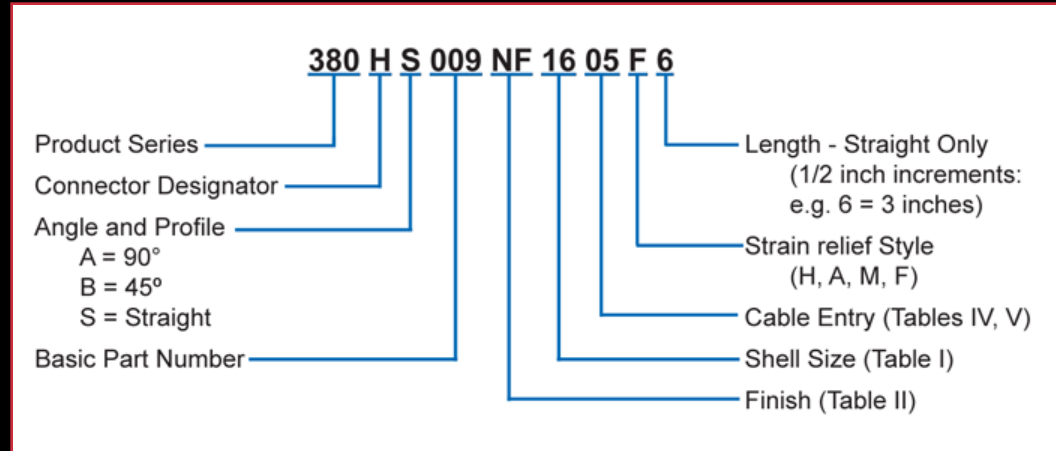 380 H S 009 NF 16 05 F 6
Product Series
Connector Designator
Angle and Profile
A = 90°
B = 45º
S = Straight
Basic Part Number
Length - Straight Only
(1/2 inch increments:
e.g. 6 = 3 inches)
Strain relief Style
(H, A, M, F)
Cable Entry (Tables IV, V)
Shell Size (Table I)
Finish (Table II)